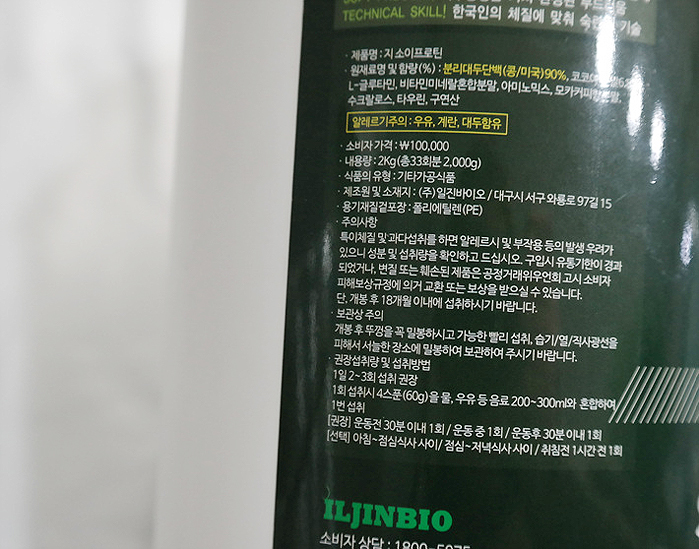 TECHNICAL SKILL! 한국인의 체질에 맞춰 숙련된 기술
· 제품명 : 지 소이프로틴
· 원재료명 및 함량(%) : 분리대두단백(콩/미국)90%,
L-글루타민, 비타민미네랄혼합분말, 아미노믹스, 모카커피향분말,
수크랄로스, 타우린, 구연산
알레르기주의 : 우유, 계란, 대두함유
· 소비자 가격 : ₩100,000
· 내용량 : 2Kg(총33회분 2,000g)
· 식품의 유형 : 기타가공식품
· 제조원 및 소재지 : (주)일진바이오 / 대구시 서구 와룡로 97길 15
· 용기재질겉포장 : 폴리에틸렌(PE)
· 주의사항
특이체질 및 과다섭취를 하면 알레르시 및 부작용 등의 발생 우려가
있으니 성분 및 섭취량을 확인하고 드십시오. 구입시 유통기한이 경과
되었거나, 변질 또는 훼손된 제품은 공정거래위우언회 고시 소비자
피해보상규정에 의거 교환 또는 보상을 받으실 수 있습니다.
단, 개봉 후 18개월 이내에 섭취하시기 바랍니다.
· 보관상 주의
개봉 후 뚜껑을 꼭 밀봉하시고 가능한 빨리 섭취, 습기/열/직사광선을
피해서 서늘한 장소에 밀봉하여 보관하여 주시기 바랍니다.
· 권장섭취량 및 섭취방법
1일 2~3회 섭취 권장
1회 섭취시 4스푼(60g)을 물, 우유 등 음료 200~300ml와 혼합하여
1번 섭취
[권장] 운동전 30분 이내 1회 / 운동 중 1회 / 운동후 30분 이내 1회
[선택] 아침~점심식사 사이 / 점심~저녁식사 사이 / 취침전 1시간 전 1회
ILJINBIO
소비자 상담 : 1800-5075